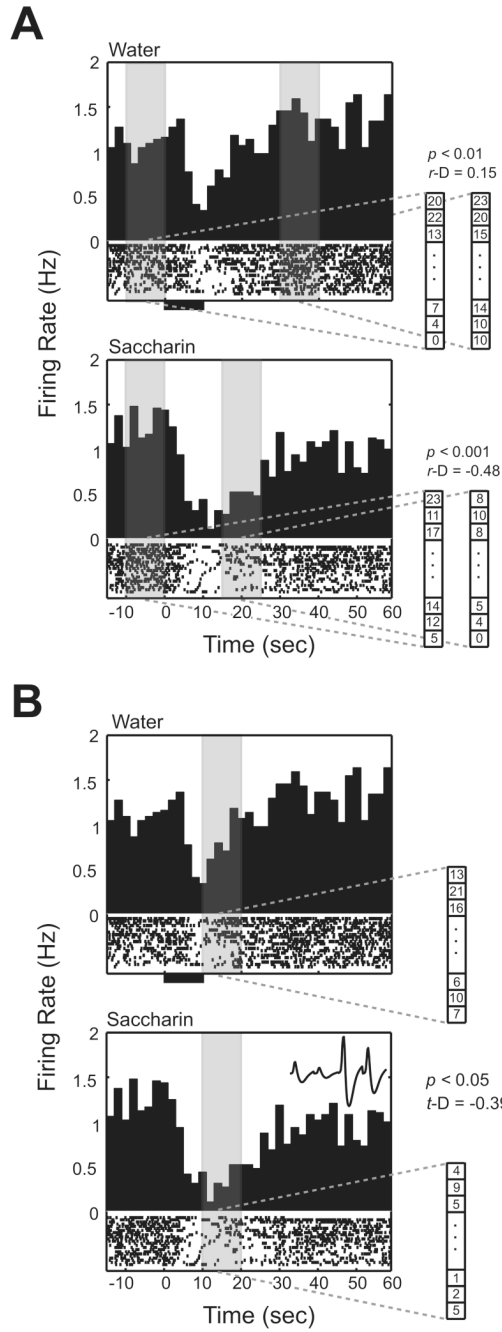 A
Water
2
1.5
1
0.5
0
p < 0.01
r-D = 0.15
20 23
22 20
13 15
7 14
4 10
0 10
Firing Rate (Hz)
Saccharin
2
1.5
1
0.5
0
p < 0.001
r-D = -0.48
23 8
11 10
17 8
14 5
12 4
5 0
-10 0 10 20 30 40 50 60
Time (sec)
B
Water
2
1.5
1
0.5
0
13
21
16
6
10
7
Firing Rate (Hz)
Saccharin
2
1.5
1
0.5
0
p < 0.05
t-D = -0.39
4
9
5
1
2
5
-10 0 10 20 30 40 50 60
Time (sec)